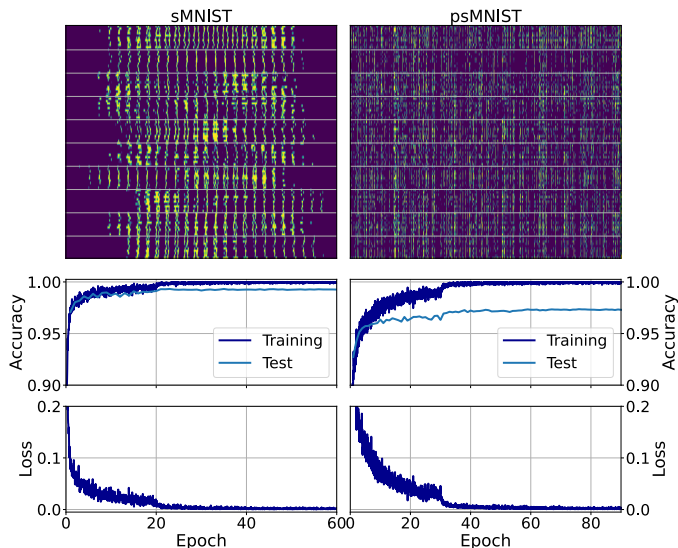 sMNIST psMNIST
1.00 1.00
Accuracy 0.95 0.95 Accuracy
0.90 0.90
Training Training
Test Test
0.2 0.2
Loss 0.1 0.1 Loss
0.0 0.0
0 20 40 60 0 20 40 60 80
Epoch Epoch